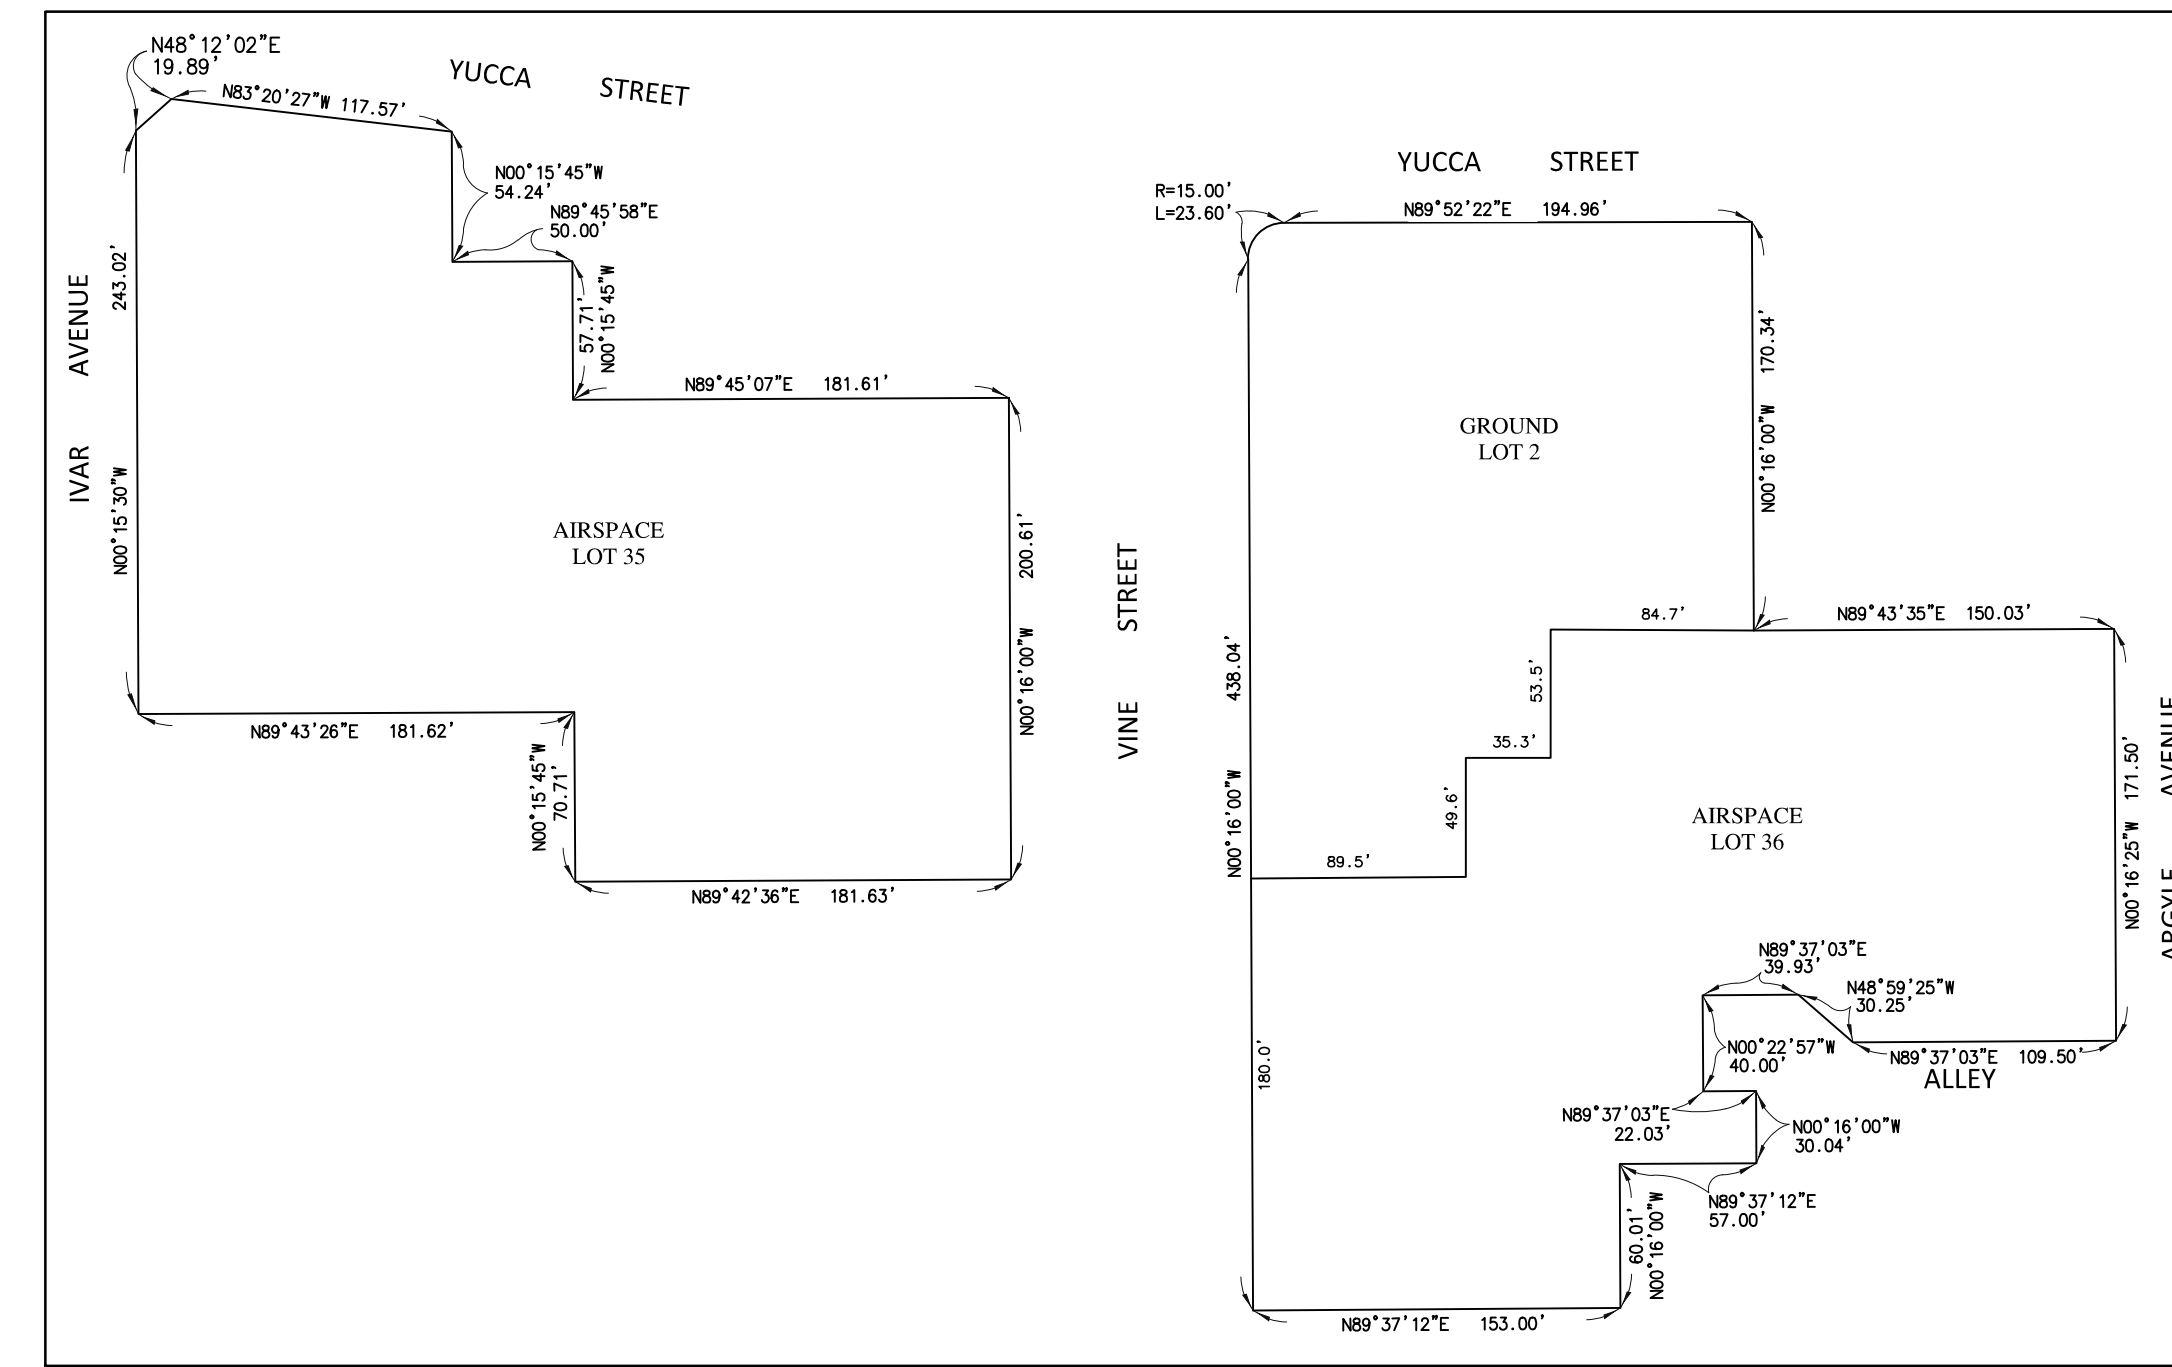 N48°12'02"E
19.89'
N83°20'27"W 117.57'
YUCCA STREET
N00°15'45"W
54.24'
N89°45'58"E
50.00'
57.71'
N00°15'45"W
243.02'
N00°15'30"W
IVAR AVENUE
N89°45'07"E 181.61'
AIRSPACE
LOT 35
200.61'
N00°16'00"W
N89°43'26"E 181.62'
N00°15'45"W
70.71'
N89°42'36"E 181.63'
VINE STREET
YUCCA STREET
R=15.00'
L=23.60'
N89°52'22"E 194.96'
N00°16'00"W 170.34'
GROUND
LOT 2
84.7'
N89°43'35"E 150.03'
53.5'
35.3'
49.6'
89.5'
438.04'
N00°16'00"W
AIRSPACE
LOT 36
N00°16'25"W 171.50'
ARGYLE AVENUE
N89°37'03"E
39.93'
N48°59'25"W
30.25'
N00°22'57"W
40.00'
N89°37'03"E 109.50'
ALLEY
180.0'
N89°37'03"E
22.03'
N00°16'00"W
30.04'
N89°37'12"E
57.00'
60.01'
N00°16'00"W
N89°37'12"E 153.00'